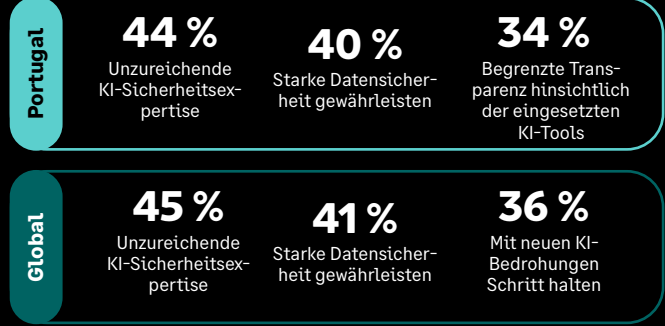 Portugal
44 %
Unzureichende
KI-Sicherheitsex-
pertise
40 %
Starke Datensicher-
heit gewährleisten
34 %
Begrenzte Trans-
parenz hinsichtlich
der eingesetzten
KI-Tools
Global
45 %
Unzureichende
KI-Sicherheitsex-
pertise
41 %
Starke Datensicher-
heit gewährleisten
36 %
Mit neuen KI-
Bedrohungen
Schritt halten